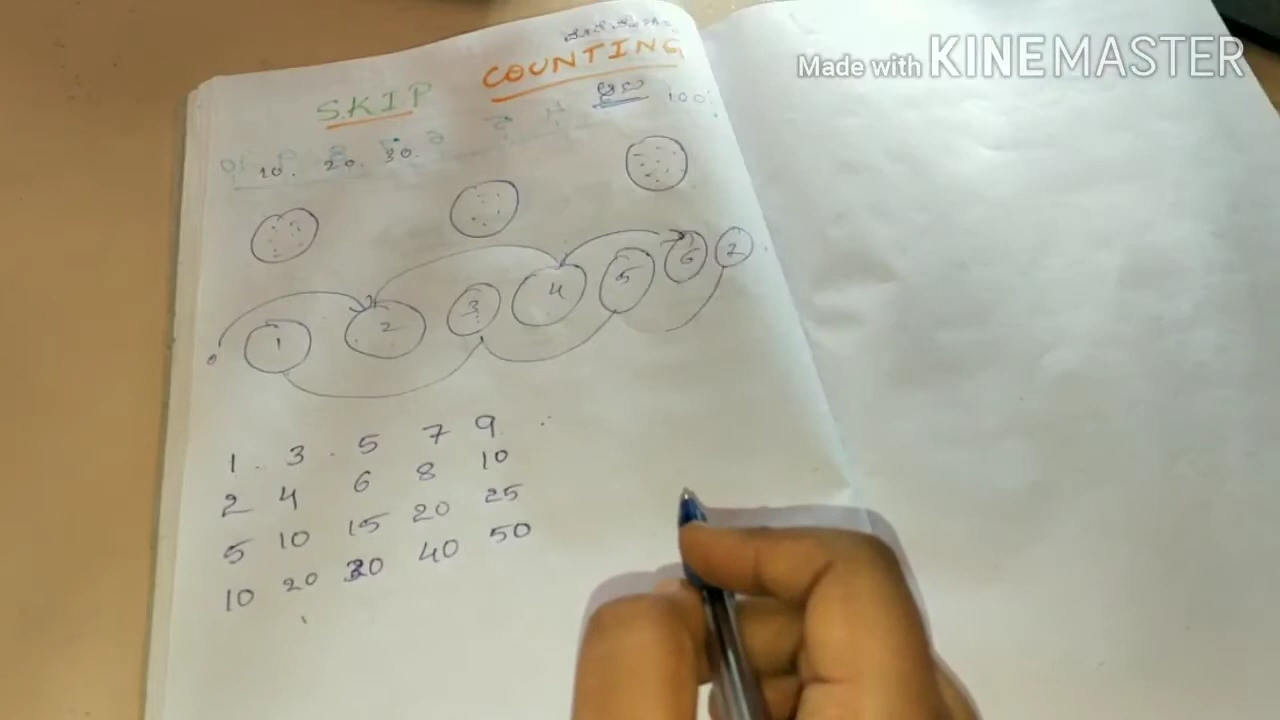 Made with KINEMASTER
SKIP COUNTING
100
10. 20. 30.
1 2 3 4 5 6 7
1 . 3 . 5 7 9
2 4 6 8 10
5 10 15 20 25
10 20 30 40 50